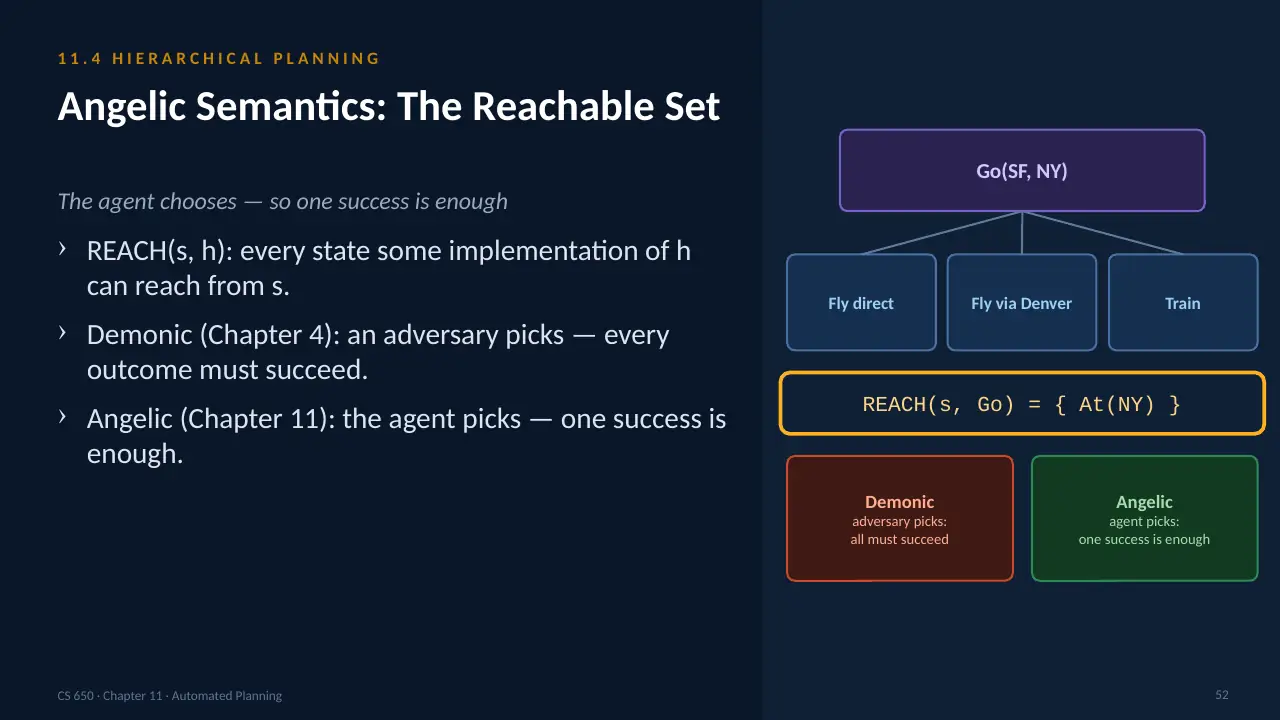 11.4 HIERARCHICAL PLANNING
Angelic Semantics: The Reachable Set
The agent chooses — so one success is enough
› REACH(s, h): every state some implementation of h
can reach from s.
› Demonic (Chapter 4): an adversary picks — every
outcome must succeed.
› Angelic (Chapter 11): the agent picks — one success is
enough.
Go(SF, NY)
Fly direct
Fly via Denver
Train
REACH(s, Go) = { At(NY) }
Demonic
adversary picks:
all must succeed
Angelic
agent picks:
one success is enough
CS 650 · Chapter 11 · Automated Planning
52